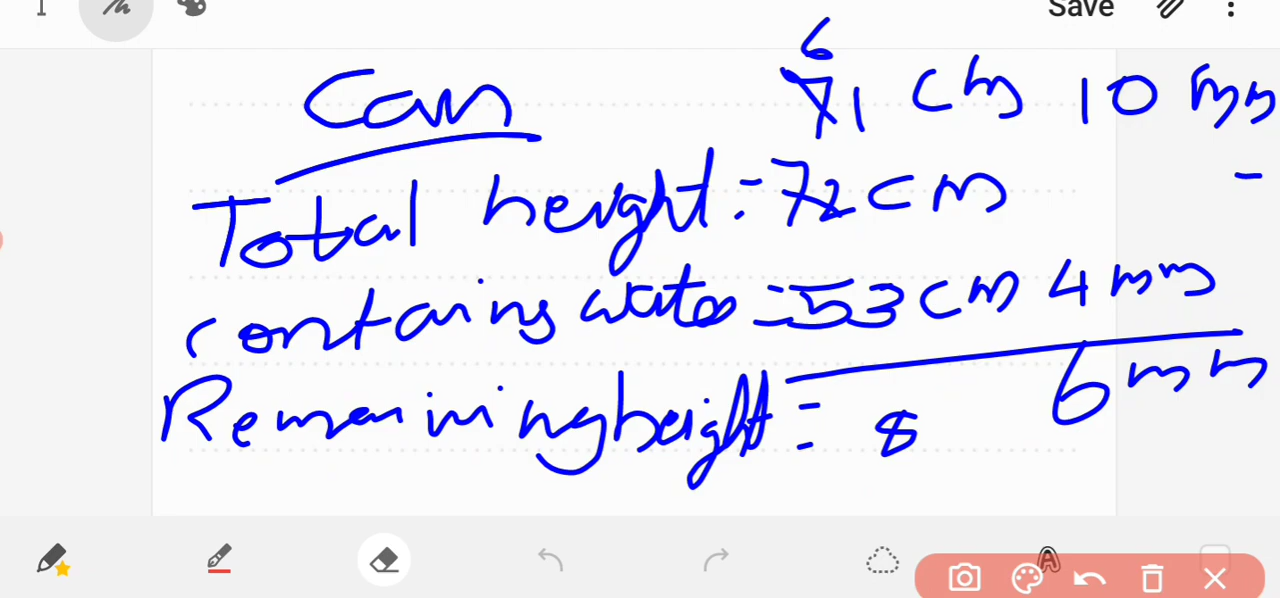 Save
6
Can 71 cm 10 mm
Total height = 72 cm -
containing water = 53 cm 4 mm
Remaining height = 8 6 mm